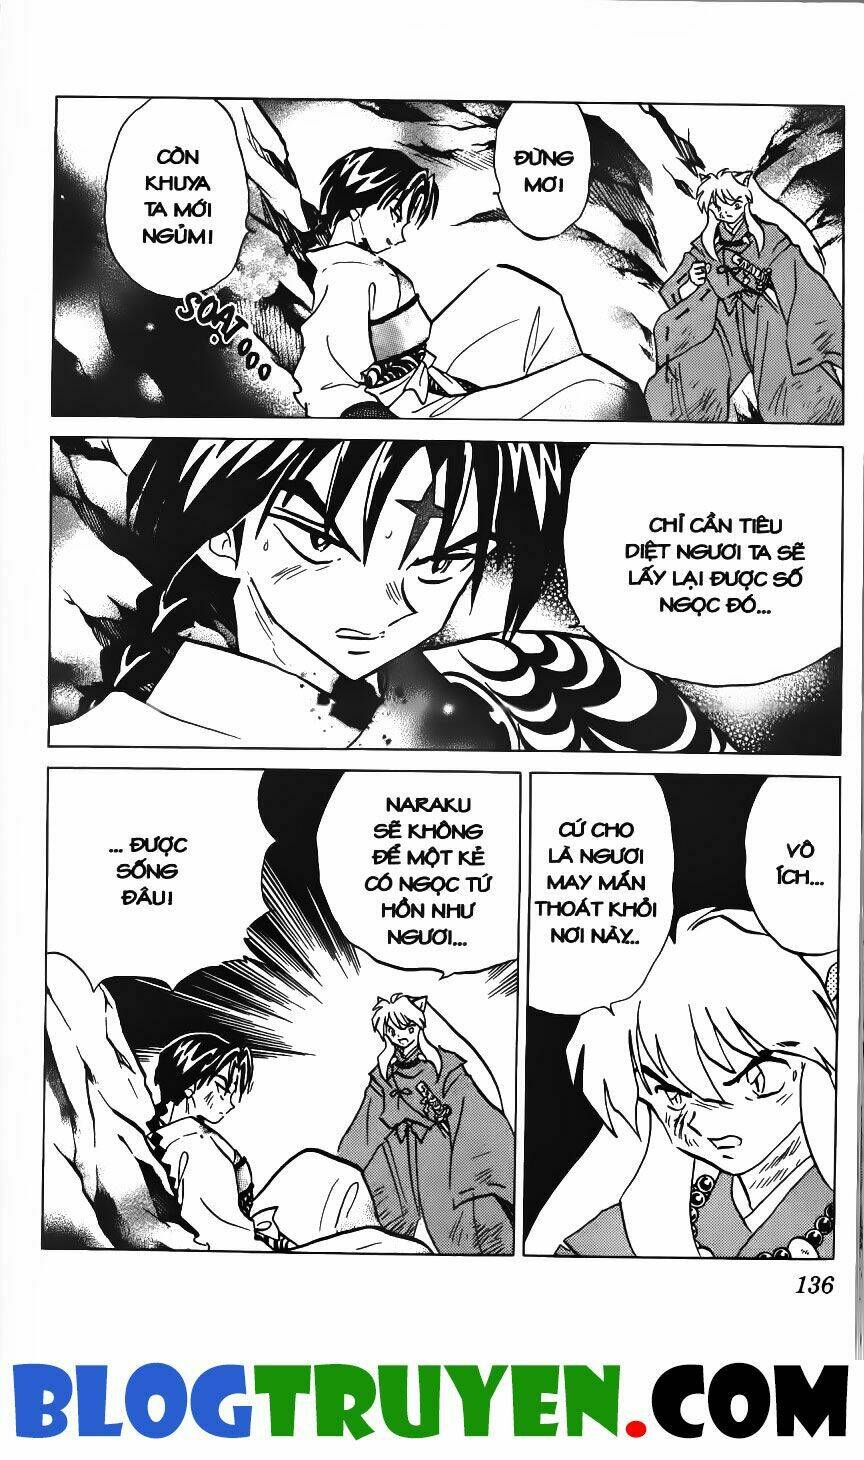 ĐỪNG
MƠ!
CÒN
KHUYA
TA MỚI
NGỦM!
SOẠT
CHỈ CẦN TIÊU
DIỆT NGƯƠI TA SẼ
LẤY LẠI ĐƯỢC SỐ
NGỌC ĐÓ...
VÔ
ÍCH...
CỨ CHO
LÀ NGƯƠI
MAY MẮN
THOÁT KHỎI
NƠI NÀY...
NARAKU
SẼ KHÔNG
ĐỂ MỘT KẺ
CÓ NGỌC TỨ
HỒN NHƯ
NGƯƠI...
... ĐƯỢC
SỐNG
ĐÂU!
136
BLOGTRUYEN.COM